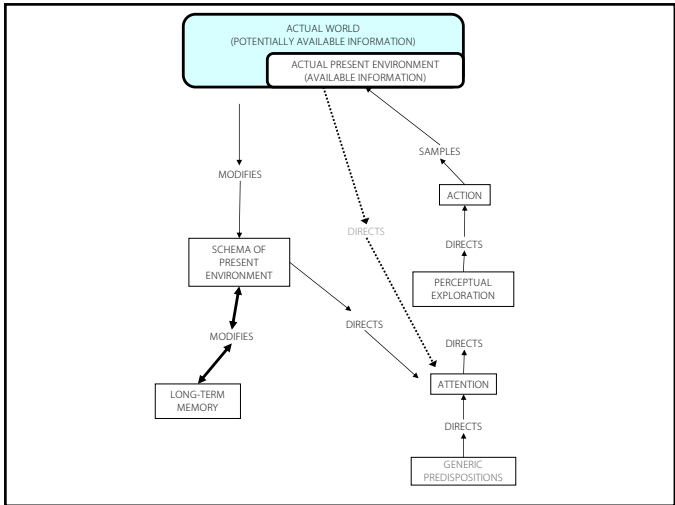 ACTUAL WORLD
(POTENTIALLY AVAILABLE INFORMATION)
ACTUAL PRESENT ENVIRONMENT
(AVAILABLE INFORMATION)
SAMPLES
MODIFIES
ACTION
DIRECTS
SCHEMA OF
PRESENT
ENVIRONMENT
DIRECTS
PERCEPTUAL
EXPLORATION
DIRECTS
MODIFIES
DIRECTS
ATTENTION
LONG-TERM
MEMORY
DIRECTS
GENERIC
PREDISPOSITIONS